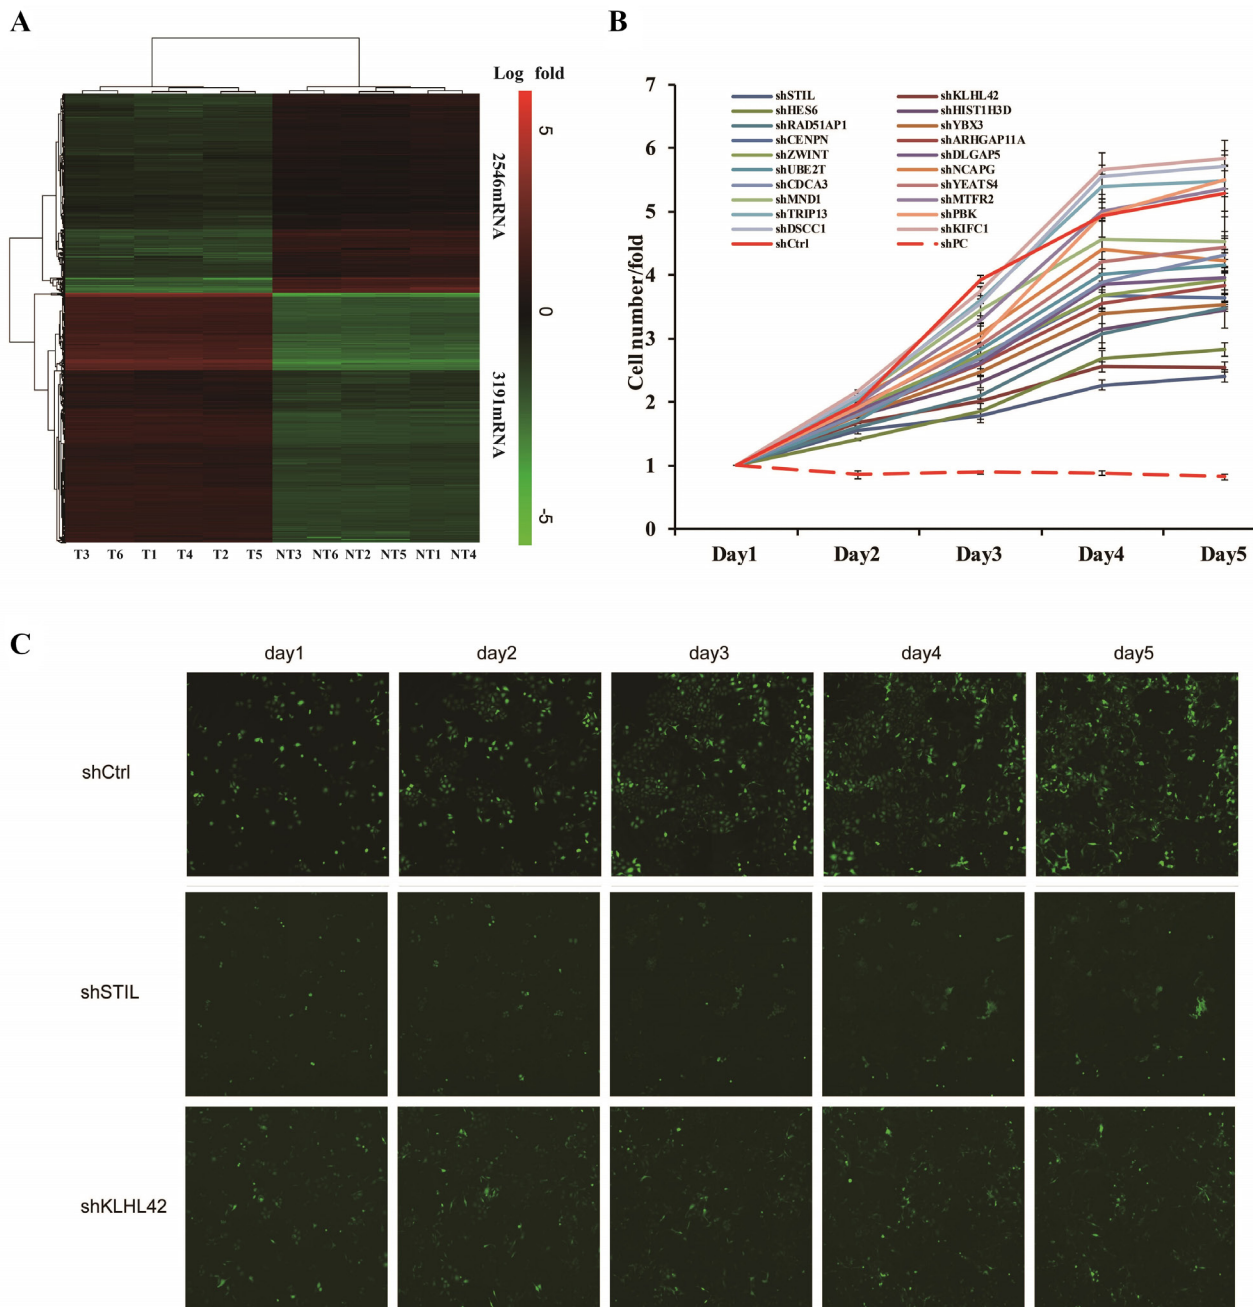 A
Log fold
5
0
-5
2546mRNA
3191mRNA
T3 T6 T1 T4 T2 T5 NT3 NT6 NT2 NT5 NT1 NT4
B
Cell number/fold
7
6
5
4
3
2
1
0
shSTIL shKLHL42
shHES6 shHIST1H3D
shRAD51AP1 shYBX3
shCENPN shARHGAP11A
shZWINT shDLGAP5
shUBE2T shNCAPG
shCDCA3 shYEATS4
shMND1 shMTFR2
shTRIP13 shPBK
shDSCC1 shKIFC1
shCtrl shPC
Day1 Day2 Day3 Day4 Day5
C
day1 day2 day3 day4 day5
shCtrl
shSTIL
shKLHL42